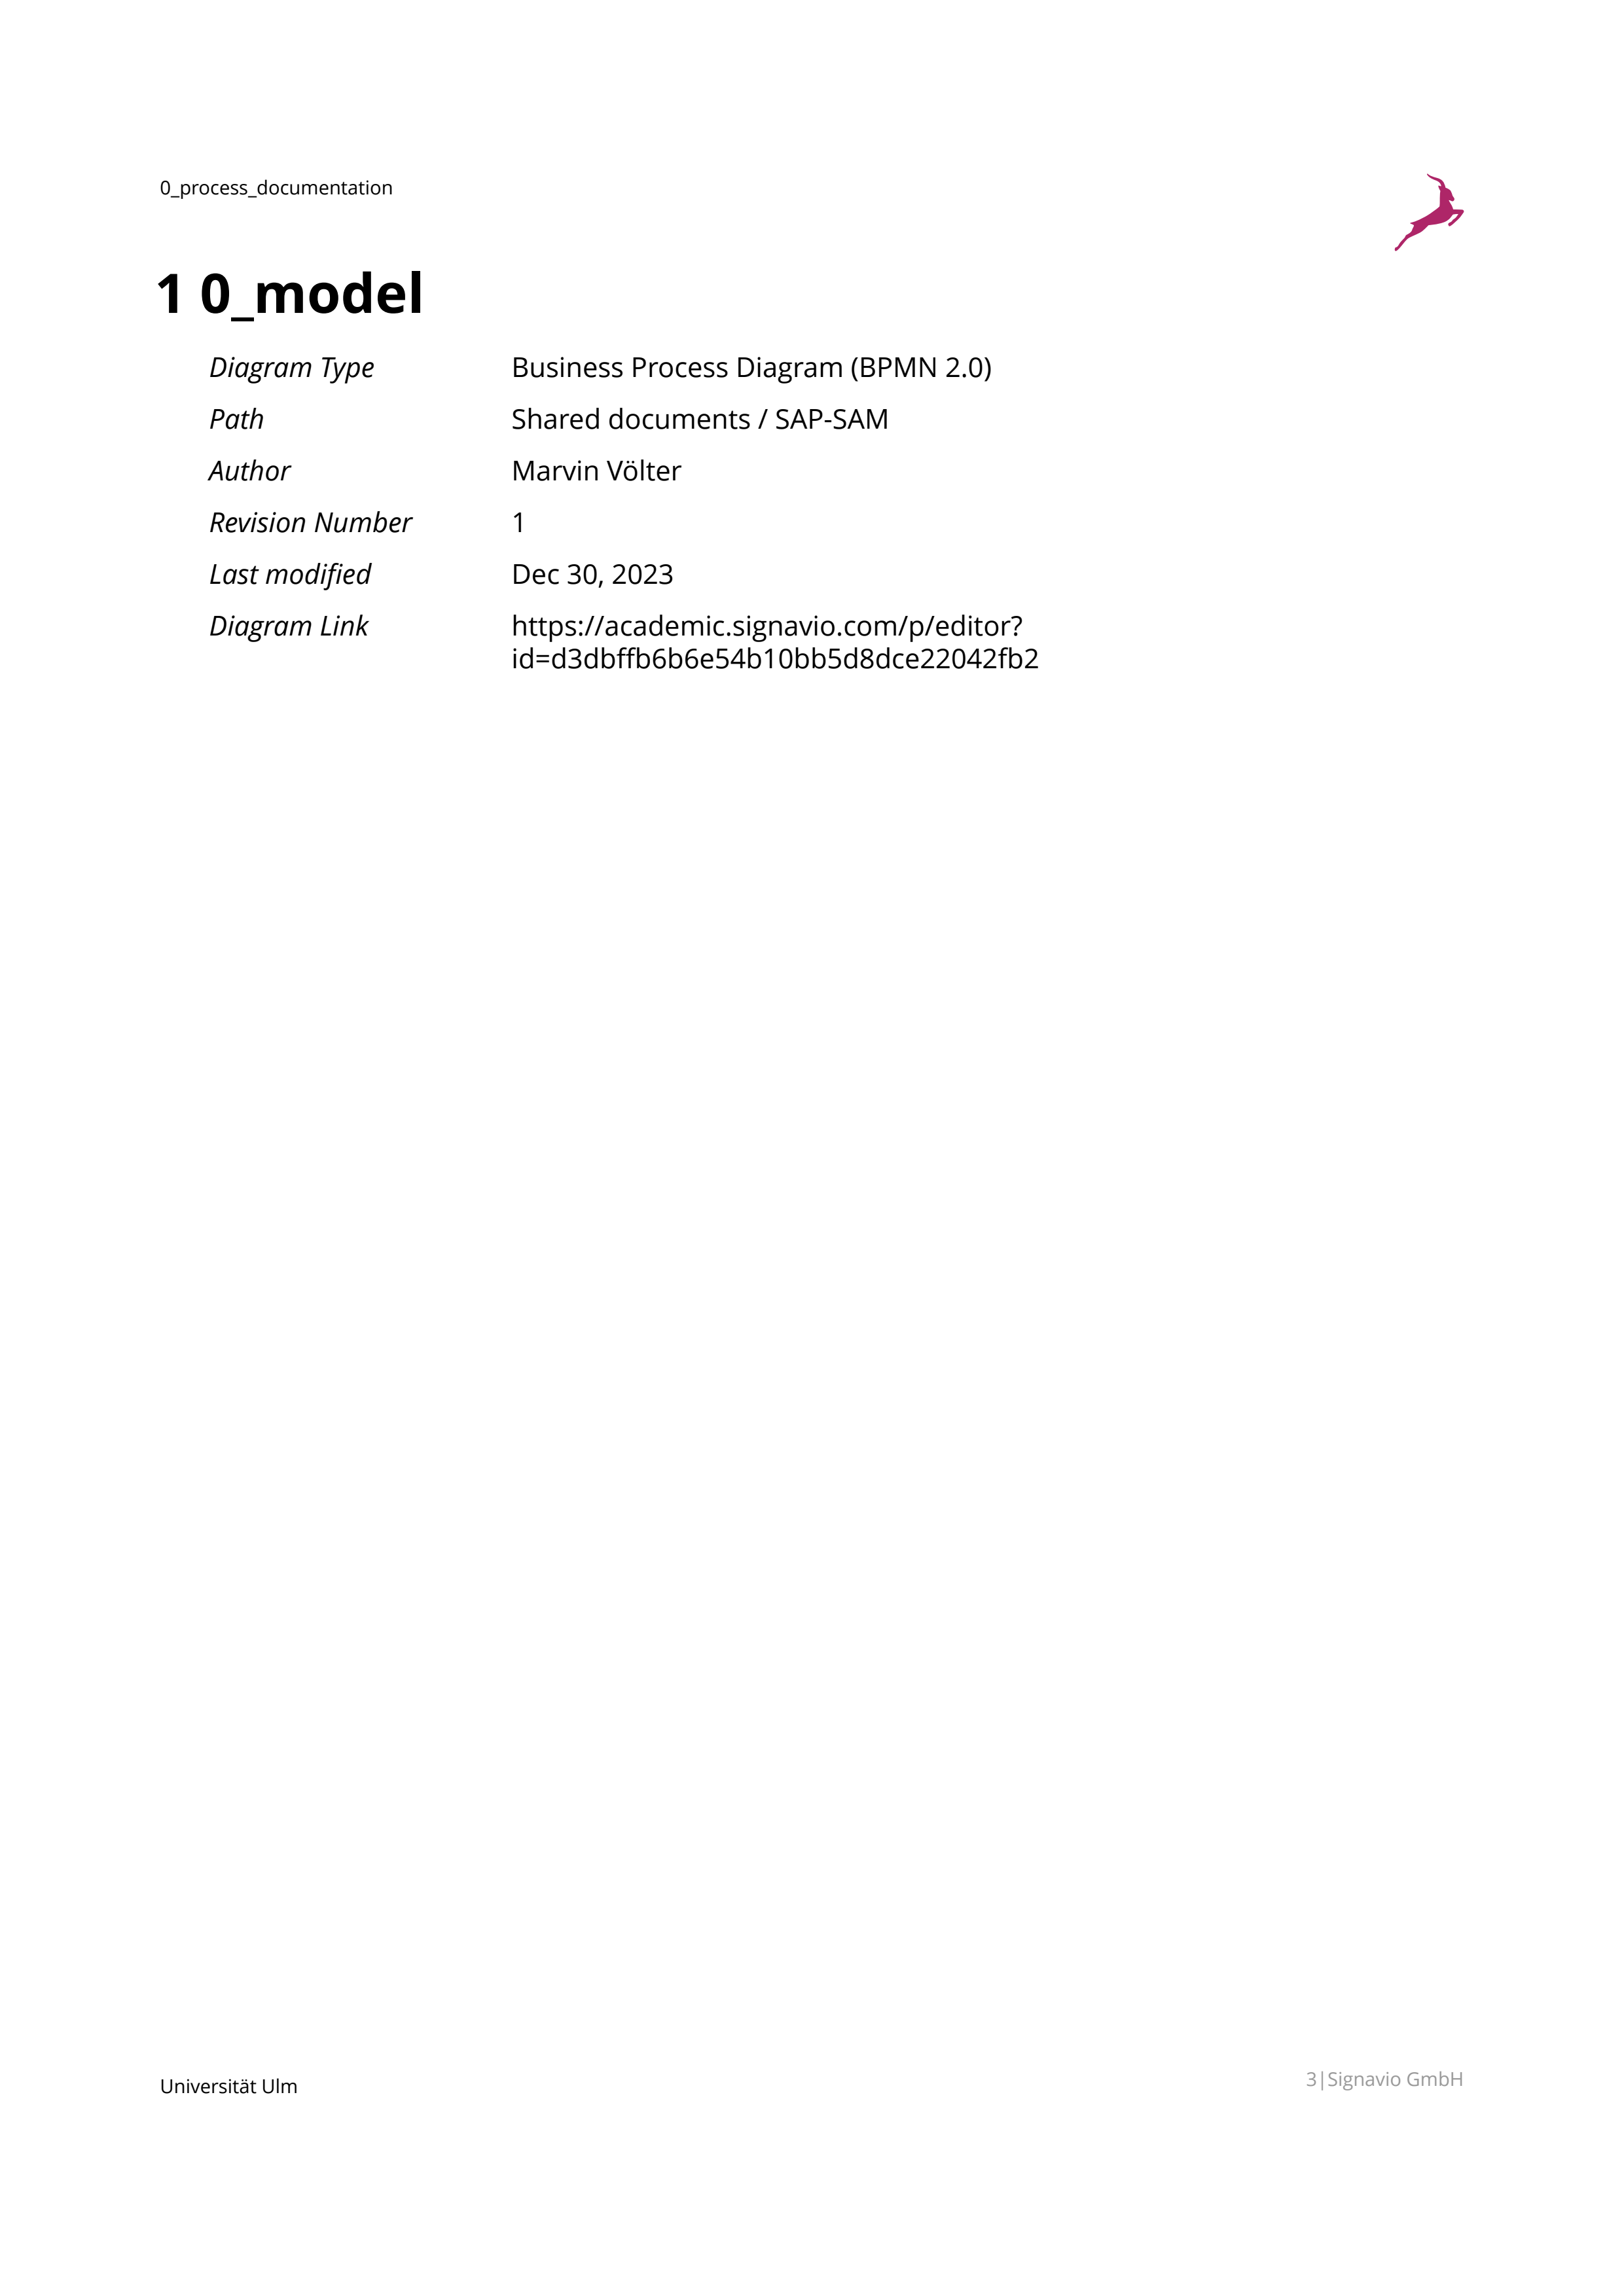 0_process_documentation
1 0_model
Diagram Type Business Process Diagram (BPMN 2.0)
Path Shared documents / SAP-SAM
Author Marvin Völter
Revision Number 1
Last modified Dec 30, 2023
Diagram Link https://academic.signavio.com/p/editor?
id=d3dbffb6b6e54b10bb5d8dce22042fb2
Universität Ulm
3|Signavio GmbH